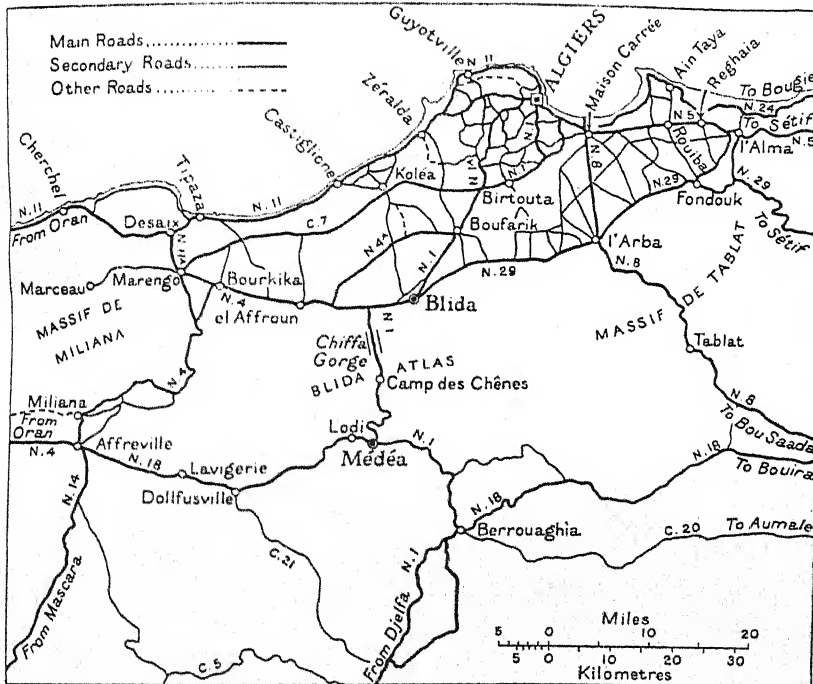 Main Roads
Secondary Roads
Other Roads
Guyotville
N 11
ALGIERS
Maison Carrée
Ain Taya
Reghaia
To Bougie
N.24
To Sétif
N.5
N5
l'Alma
Rouiba
Zéralda
Castiglione
Koléa
N.1
N.8
Birtouta
N.29
Fondouk
N.29
To Sétif
Cherchel
Tipaza
N.11
From Oran
N.11
C.7
Desaix
N.4A
Boufarik
l'Arba
N.1
N.29
N.8
Marengo
Marceau
Bourkika
N.4
el Affroun
Blida
MASSIF DE
MILIANA
MASSIF DE TABLAT
N.1
Chiffa
Gorge
BLIDA ATLAS
Camp des Chênes
Tablat
N.4
N.8
Miliana
From
Oran
N.4
Affreville
N.18
Lavigerie
Dollfusville
Lodi
Médéa
N.1
N.18
To Bou Saada
To Bouira
N.14
N.18
Berrouaghia
C.20
To Aumale
C.21
N.1
From Mascara
From Djelfa
C.5
Miles
5 0 10 20
5 0 10 20 30
Kilometres